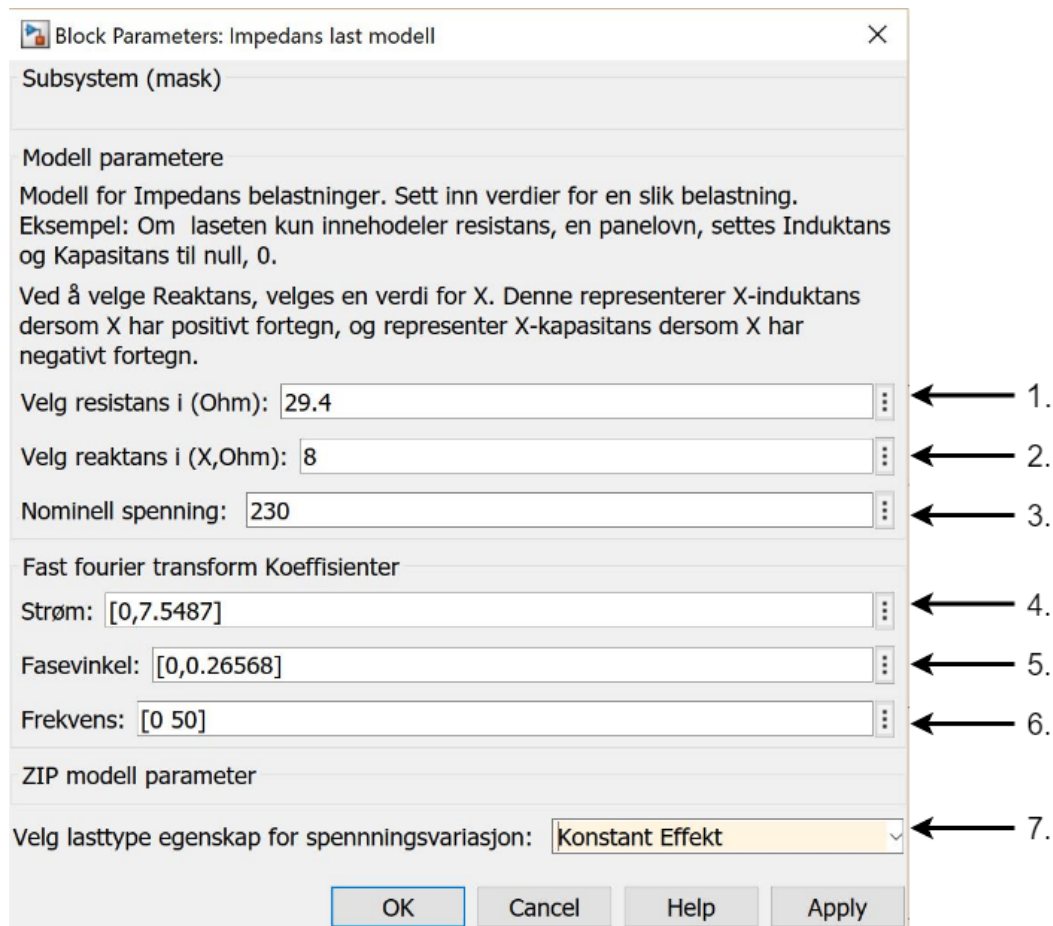 Block Parameters: Impedans last modell
Subsystem (mask)
Modell parametere
Modell for Impedans belastninger. Sett inn verdier for en slik belastning.
Eksempel: Om laseten kun innehodeler resistans, en panelovn, settes Induktans
og Kapasitans til null, 0.
Ved å velge Reaktans, velges en verdi for X. Denne representerer X-induktans
dersom X har positivt fortegn, og representer X-kapasitans dersom X har
negativt fortegn.
Velg resistans i (Ohm): 29.4 1.
Velg reaktans i (X,Ohm): 8 2.
Nominell spenning: 230 3.
Fast fourier transform Koeffisienter
Strøm: [0,7.5487] 4.
Fasevinkel: [0,0.26568] 5.
Frekvens: [0 50] 6.
ZIP modell parameter
Velg lasttype egenskap for spennningsvariasjon: Konstant Effekt 7.
OK Cancel Help Apply